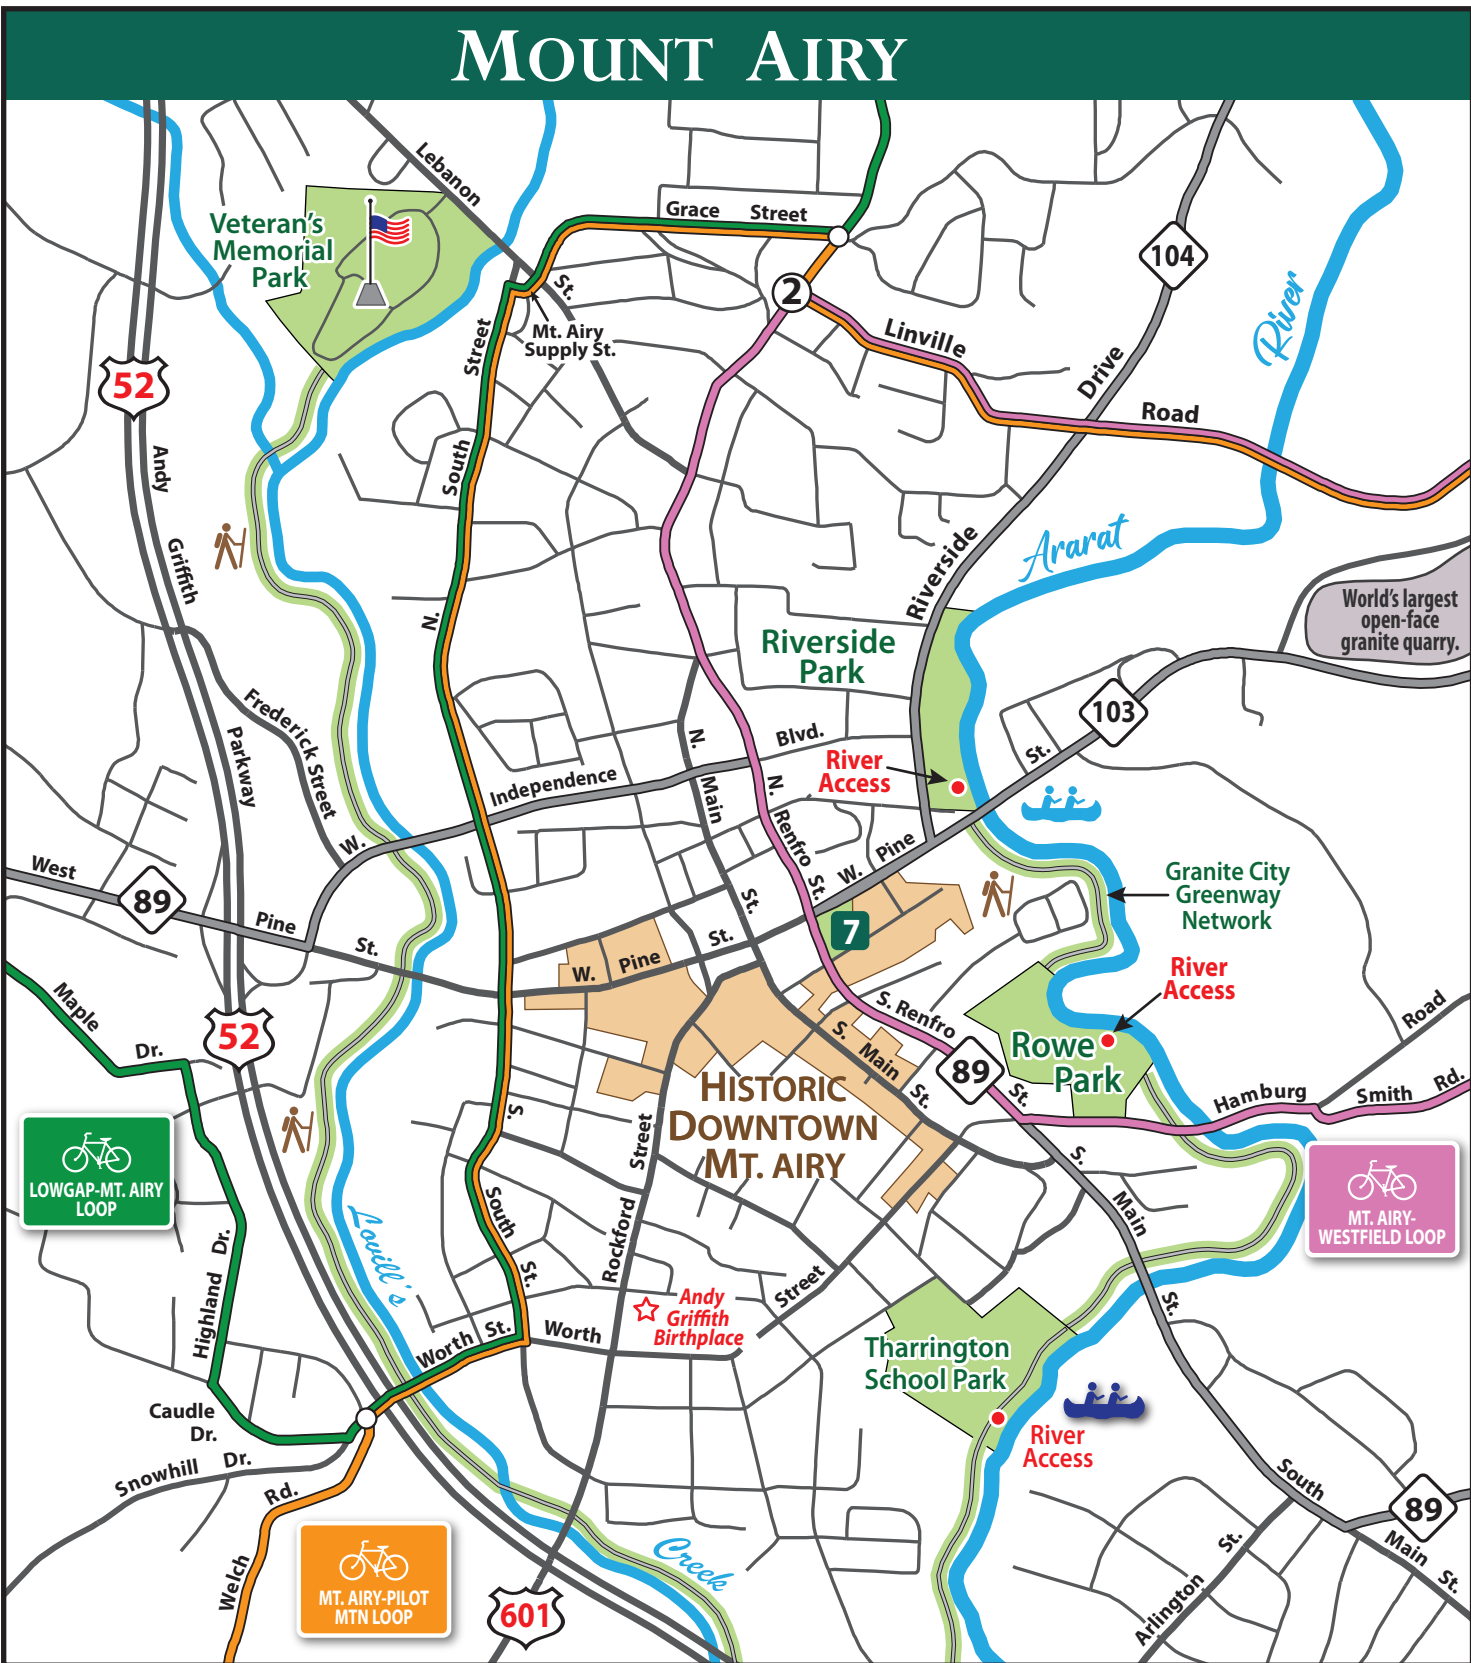 MOUNT AIRY
Lebanon
St.
Veteran's
Memorial
Park
Grace Street
104
2
River
Mt. Airy
Supply St.
Street
South
N.
Linville
Road
Drive
Riverside
52
Andy
Griffith
Parkway
Ararat
World's largest
open-face
granite quarry.
Riverside
Park
103
St.
Frederick Street
W.
Independence
Blvd.
N.
Main
St.
N.
Renfro
St.
River
Access
W. Pine
West
89
Pine
St.
Granite City
Greenway
Network
7
W. Pine
St.
River
Access
Maple
Dr.
52
S. Renfro
St.
S.
Main
St.
89
Rowe
Park
Road
Hamburg
Smith Rd.
HISTORIC
DOWNTOWN
MT. AIRY
LOWGAP-MT. AIRY
LOOP
S.
South
St.
Street
Rockford
S.
Main
St.
MT. AIRY-
WESTFIELD LOOP
Lovill's
Highland Dr.
Andy
Griffith
Birthplace
Street
Worth St.
Worth
Tharrington
School Park
Caudle
Dr.
Snowhill Dr.
Rd.
Welch
River
Access
South
89
Main
St.
MT. AIRY-PILOT
MTN LOOP
Creek
601
Arlington
St.